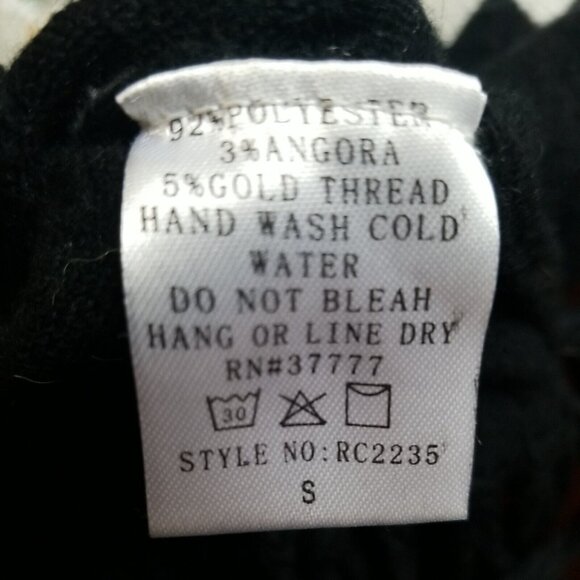 92%POLYESTER
3%ANGORA
5%GOLD THREAD
HAND WASH COLD
WATER
DO NOT BLEAH
HANG OR LINE DRY
RN#37777
30
STYLE NO:RC2235
S